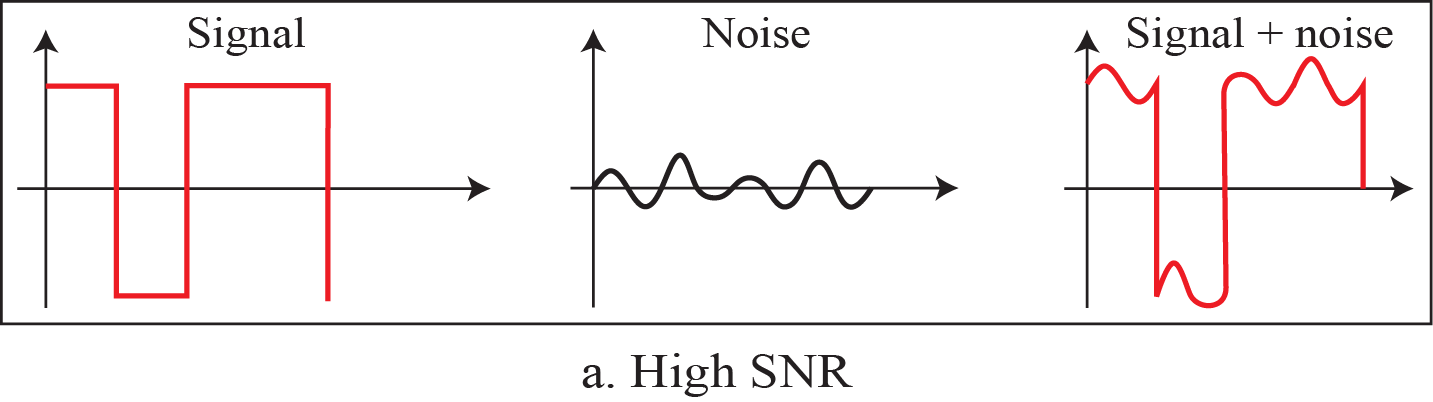 Signal
Noise
Signal + noise
a. High SNR